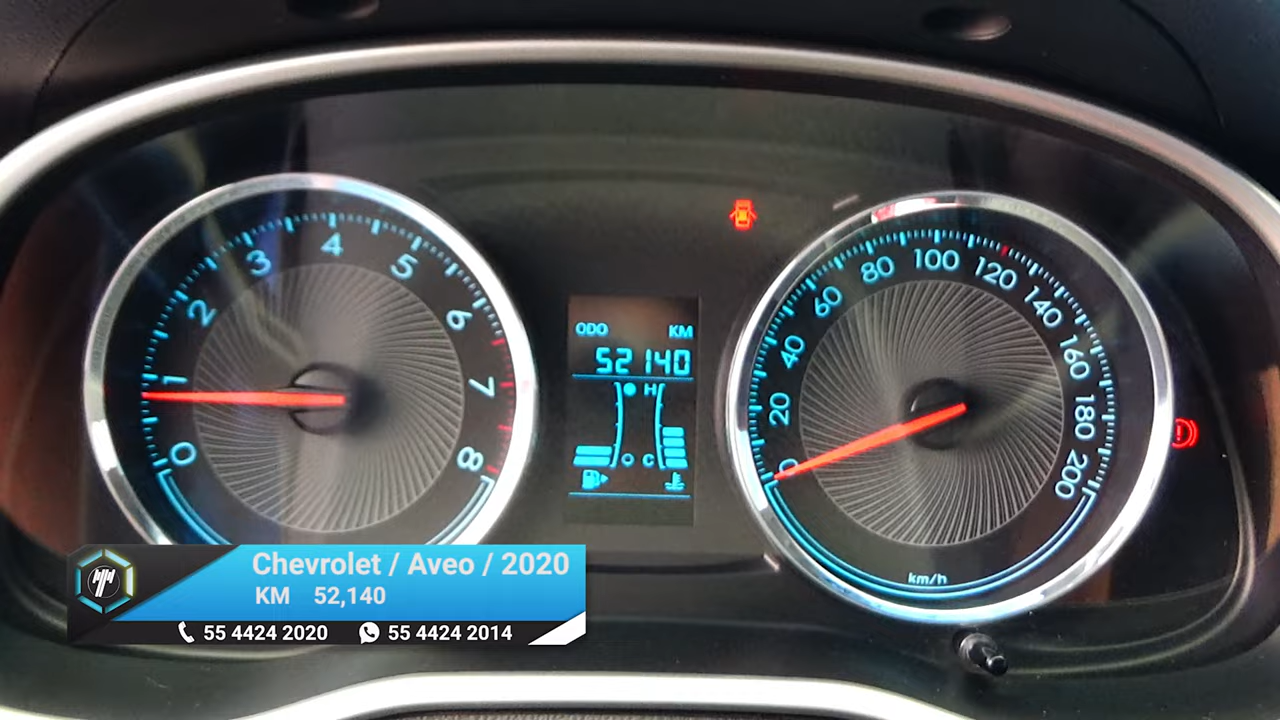 0 1 2 3 4 5 6 7 8
ODO KM
52140
H
C
0 20 40 60 80 100 120 140 160 180 200
km/h
Chevrolet / Aveo / 2020
KM 52,140
55 4424 2020 55 4424 2014